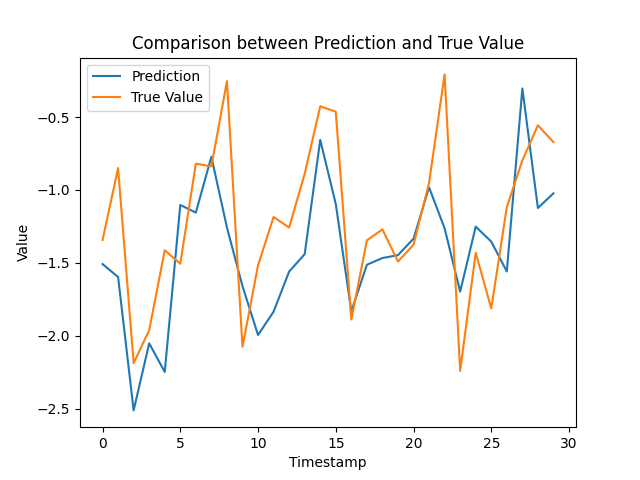 Comparison between Prediction and True Value
Prediction
True Value
−0.5
−1.0
−1.5
−2.0
−2.5
Value
0 5 10 15 20 25 30
Timestamp